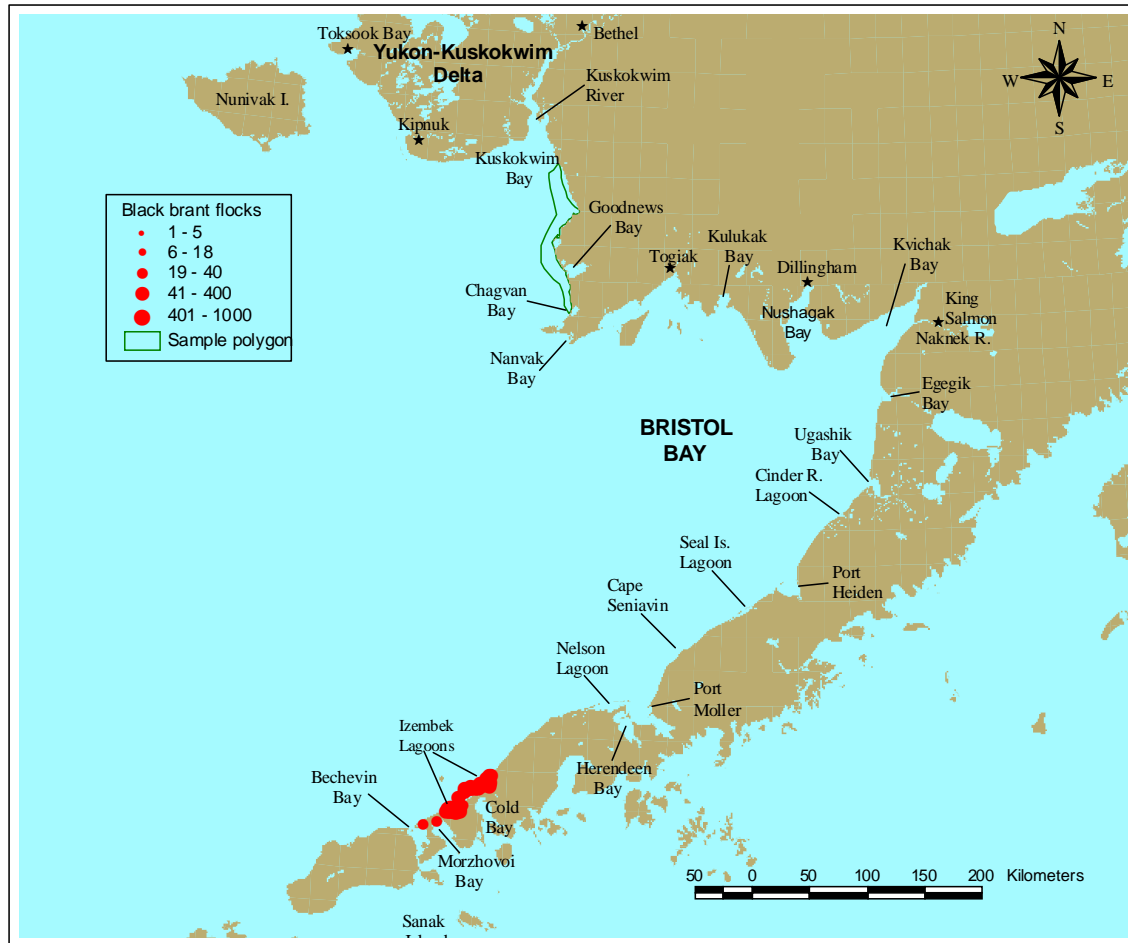 Toksook Bay
Bethel
Yukon-Kuskokwim
Delta
N
W
E
S
Nunivak I.
Kuskokwim
River
Kipnuk
Kuskokwim
Bay
Black brant flocks
1 - 5
6 - 18
19 - 40
41 - 400
401 - 1000
Sample polygon
Goodnews
Bay
Togiak
Kulukak
Bay
Dillingham
Kvichak
Bay
Chagvan
Bay
Nushagak
Bay
King
Salmon
Naknek R.
Nanvak
Bay
Egegik
Bay
BRISTOL
BAY
Ugashik
Bay
Cinder R.
Lagoon
Seal Is.
Lagoon
Port
Heiden
Cape
Seniavin
Nelson
Lagoon
Port
Moller
Izembek
Lagoons
Herendeen
Bay
Bechevin
Bay
Cold
Bay
Morzhovoi
Bay
50 0 50 100 150 200 Kilometers
Sanak